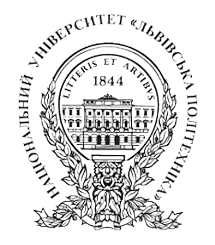 НАЦІОНАЛЬНИЙ УНІВЕРСИТЕТ «ЛЬВІВСЬКА ПОЛІТЕХНІКА»
LITTERIS ET ARTIBUS
1844